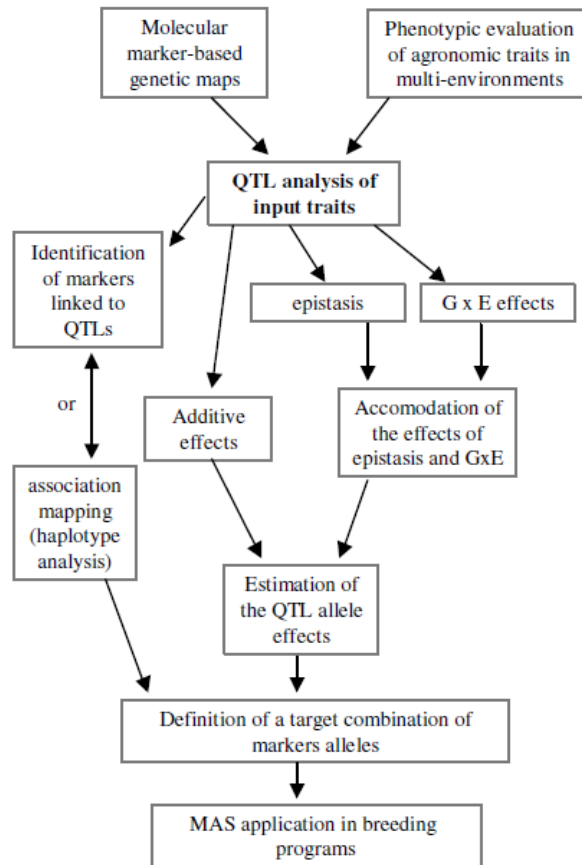 Molecular
marker-based
genetic maps
Phenotypic evaluation
of agronomic traits in
multi-environments
QTL analysis of
input traits
Identification
of markers
linked to
QTLs
epistasis
G x E effects
or
Additive
effects
Accomodation of
the effects of
epistasis and GxE
association
mapping
(haplotype
analysis)
Estimation of
the QTL allele
effects
Definition of a target combination of
markers alleles
MAS application in breeding
programs